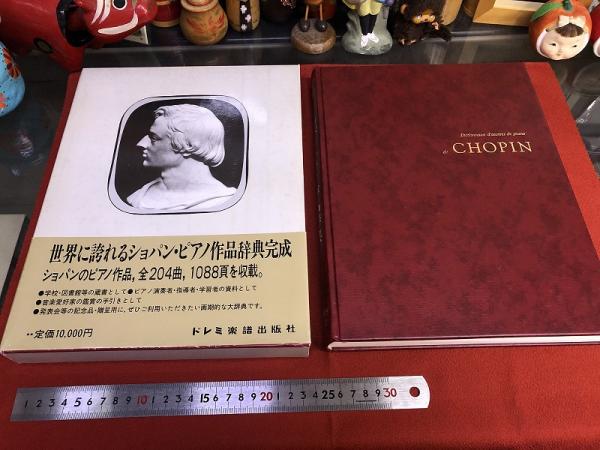 世界に誇れるショパン・ピアノ作品辞典完成
ショパンのピアノ作品,全204曲,1088頁を収載。
●学校・図書館等の蔵書として●ピアノ演奏者・指導者・学習者の資料として
●音楽愛好家の鑑賞の手引きとして
●発表会等の記念品・贈呈用に、ぜひご利用いただきたい画期的な大辞典です。
定価10,000円
ドレミ楽譜出版社
Dictionnaire d'œuvres de piano
de CHOPIN
1 2 3 4 5 6 7 8 9 10 1 2 3 4 15 6 7 8 9 20 1 2 3 4 25 6 7 8 9 30